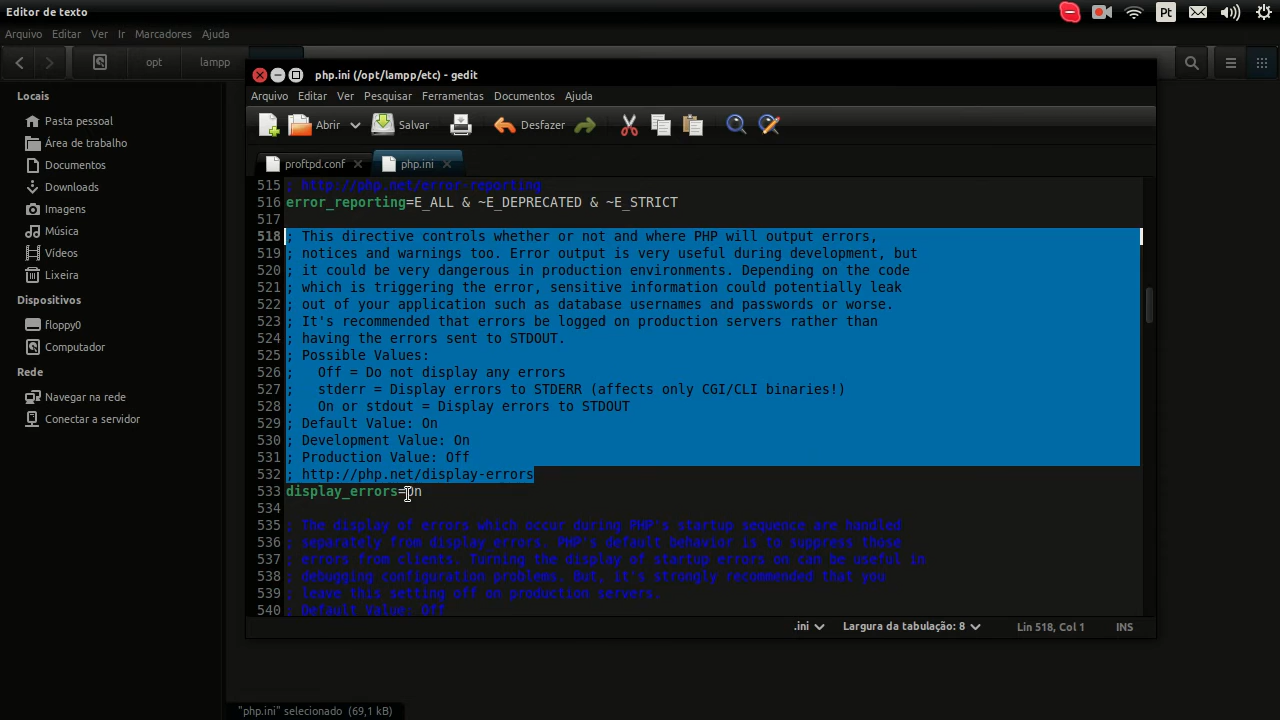 Editor de texto
Pt
Arquivo Editar Ver Ir Marcadores Ajuda
opt lampp
php.ini (/opt/lampp/etc) - gedit
Arquivo Editar Ver Pesquisar Ferramentas Documentos Ajuda
Abrir Salvar Desfazer
proftpd.conf php.ini
Locais
Pasta pessoal
Área de trabalho
Documentos
Downloads
Imagens
Música
Vídeos
Lixeira
Dispositivos
floppy0
Computador
Rede
Navegar na rede
Conectar a servidor
515 ; http://php.net/error-reporting
516 error_reporting=E_ALL & ~E_DEPRECATED & ~E_STRICT
517
518 ; This directive controls whether or not and where PHP will output errors,
519 ; notices and warnings too. Error output is very useful during development, but
520 ; it could be very dangerous in production environments. Depending on the code
521 ; which is triggering the error, sensitive information could potentially leak
522 ; out of your application such as database usernames and passwords or worse.
523 ; It's recommended that errors be logged on production servers rather than
524 ; having the errors sent to STDOUT.
525 ; Possible Values:
526 ;   Off = Do not display any errors
527 ;   stderr = Display errors to STDERR (affects only CGI/CLI binaries!)
528 ;   On or stdout = Display errors to STDOUT
529 ; Default Value: On
530 ; Development Value: On
531 ; Production Value: Off
532 ; http://php.net/display-errors
533 display_errors=On
534
535 ; The display of errors which occur during PHP's startup sequence are handled
536 ; separately from display_errors. PHP's default behavior is to suppress those
537 ; errors from clients. Turning the display of startup errors on can be useful in
538 ; debugging configuration problems. But, it's strongly recommended that you
539 ; leave this setting off on production servers.
540 ; Default Value: Off
.ini Largura da tabulação: 8 Lin 518, Col 1 INS
"php.ini" selecionado (69,1 kB)